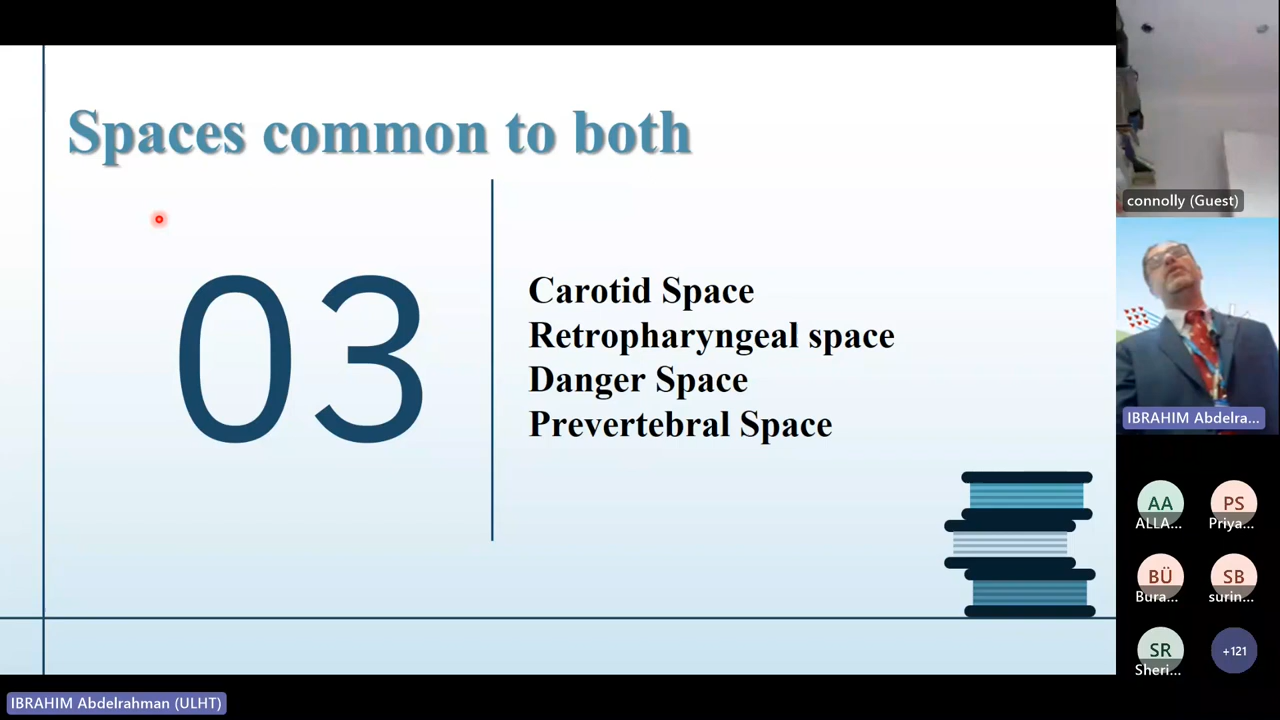 Spaces common to both
03
Carotid Space
Retropharyngeal space
Danger Space
Prevertebral Space
connolly (Guest)
IBRAHIM Abdelra...
AA
PS
ALLA...
Priya...
BÜ
SB
Bura...
surin...
SR
+121
Sheri...
IBRAHIM Abdelrahman (ULHT)